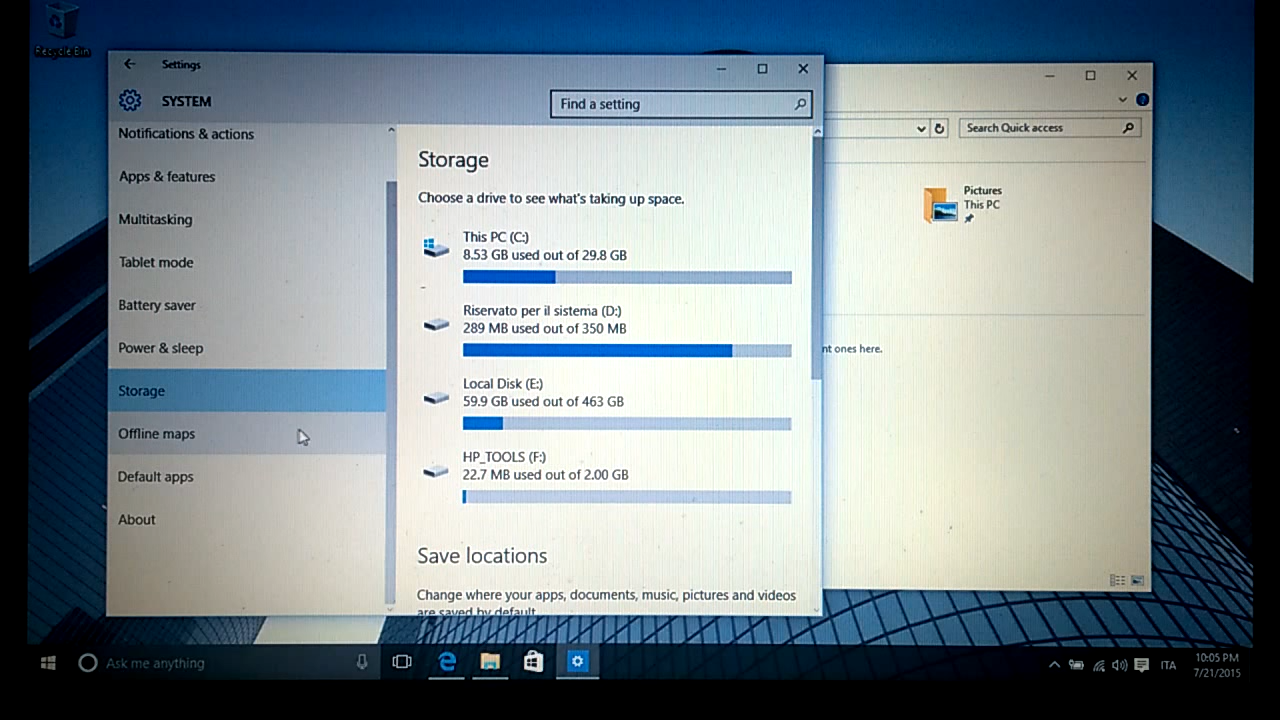 Recycle Bin
Settings
SYSTEM
Find a setting
Notifications & actions
Apps & features
Multitasking
Tablet mode
Battery saver
Power & sleep
Storage
Offline maps
Default apps
About
Storage
Choose a drive to see what's taking up space.
This PC (C:)
8.53 GB used out of 29.8 GB
Riservato per il sistema (D:)
289 MB used out of 350 MB
Local Disk (E:)
59.9 GB used out of 463 GB
HP_TOOLS (F:)
22.7 MB used out of 2.00 GB
Save locations
Change where your apps, documents, music, pictures and videos
are saved by default.
Search Quick access
Pictures
This PC
nt ones here.
Ask me anything
ITA
10:05 PM
7/21/2015